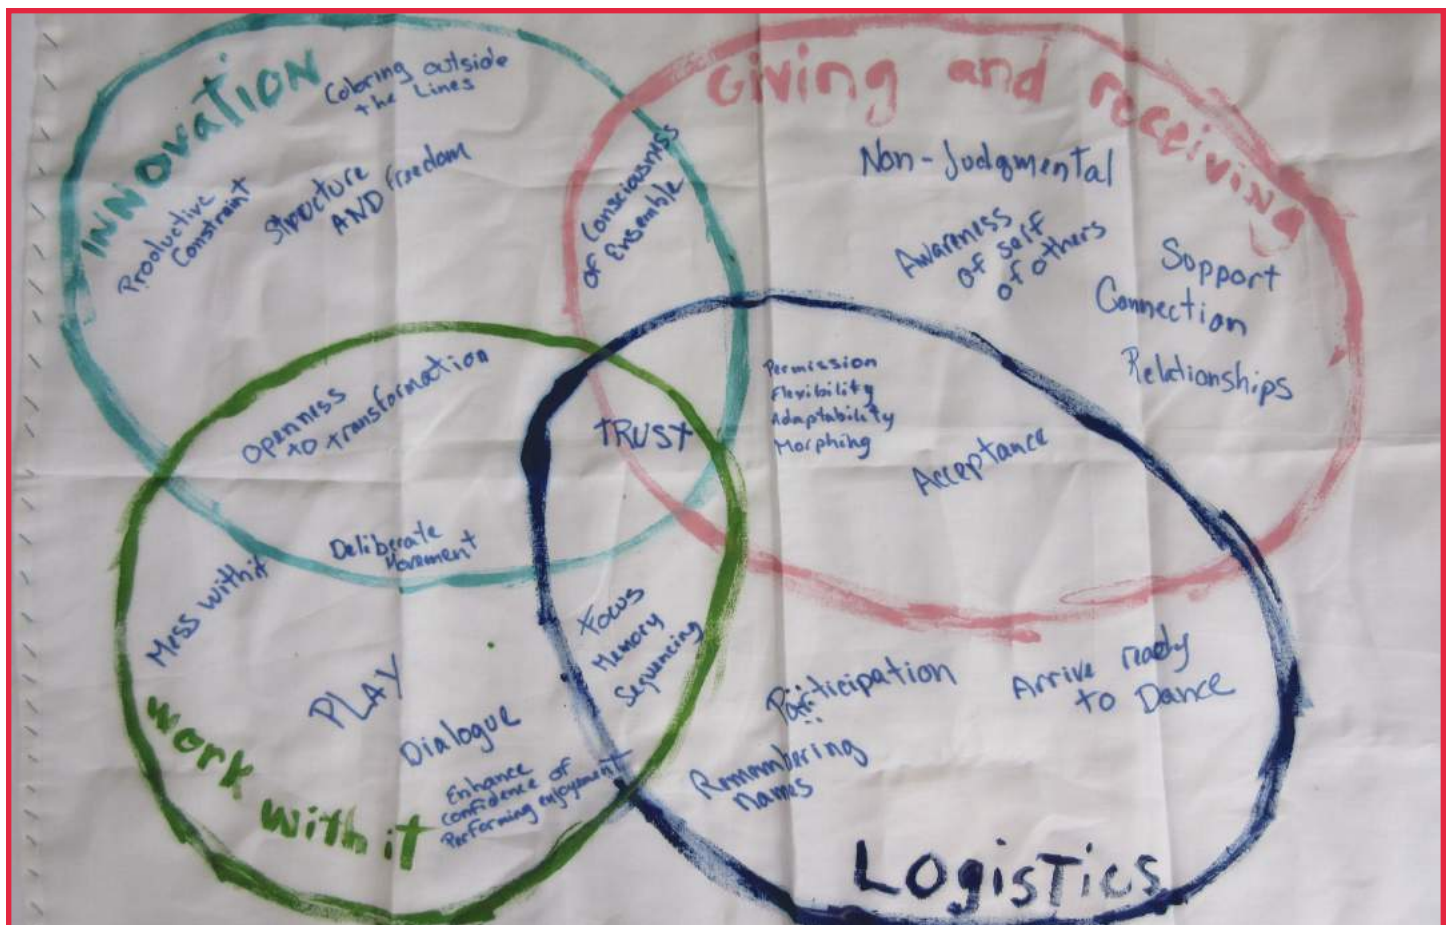 INNOVATION
Coloring outside
the Lines
Productive
Constraint
Structure
AND freedom
Consciousness
of Ensemble
Giving and receiving
Non-Judgmental
Awareness
of self
of others
Support
Connection
Relationships
Openness
to transformation
TRUST
Permission
Flexibility
Adaptability
Morphing
Acceptance
Deliberate
Movement
Mess with it
PLAY
Dialogue
Enhance
confidence of
Performing enjoyment
work with it
Focus
Memory
Sequencing
Participation
Arrive ready
to Dance
Remembering
names
LOGISTICS